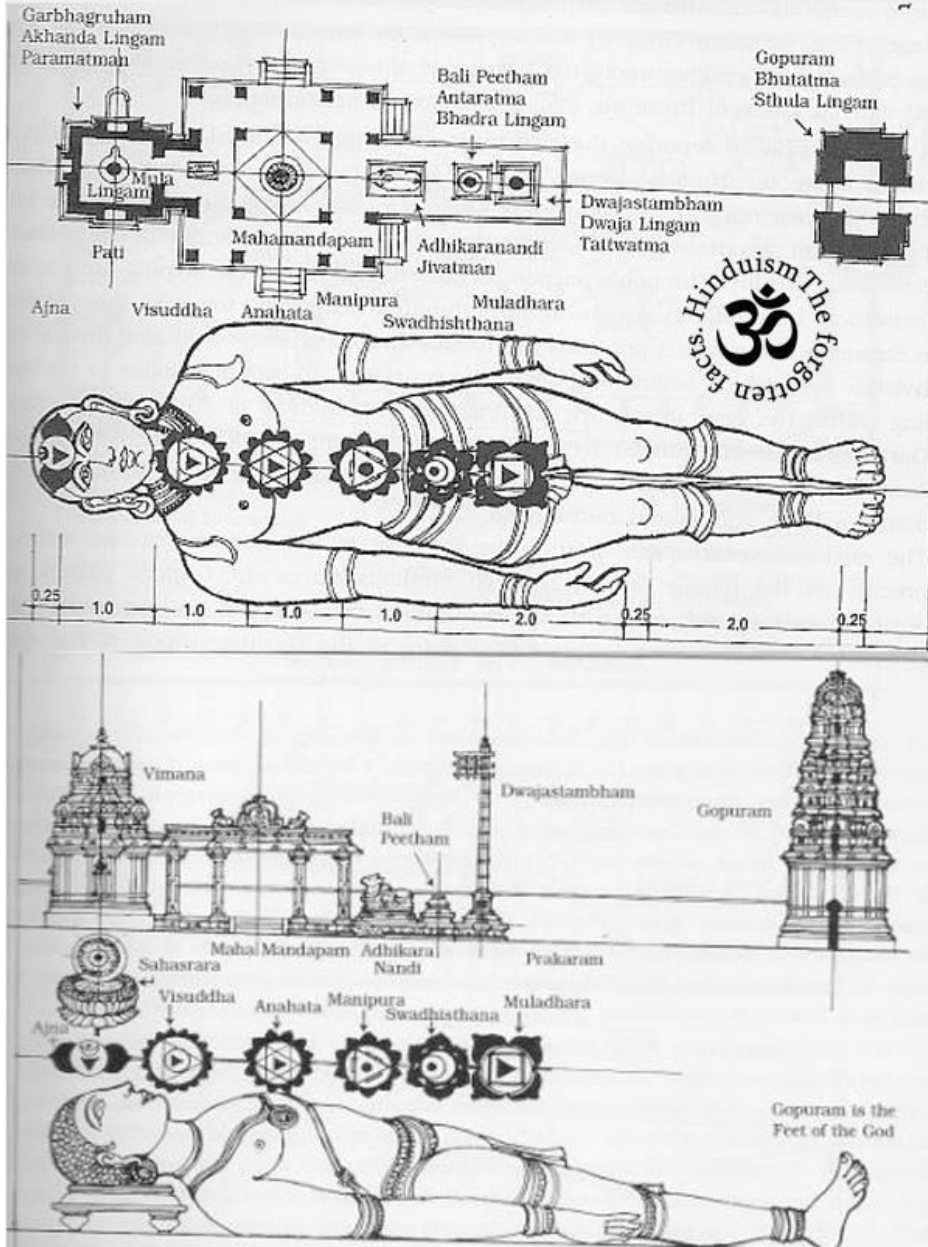 Garbhagruham
Akhanda Lingam
Paramatman
Gopuram
Bhutatma
Sthula Lingam
Bali Peetham
Antaratma
Bhadra Lingam
Mula
Lingam
Pati
Mahamandapam
Adhikaranandi
Jivatman
Dwajastambham
Dwaja Lingam
Tattwatma
Hinduism The forgotten facts
ॐ
Ajna
Visuddha
Anahata
Manipura
Swadhishthana
Muladhara
0.25
1.0
1.0
1.0
1.0
2.0
0.25
2.0
0.25
Vimana
Dwajastambham
Bali
Peetham
Gopuram
Maha Mandapam
Adhikara
Nandi
Prakaram
Sahasrara
Visuddha
Anahata
Manipura
Swadhisthana
Muladhara
Ajna
Gopuram is the
Feet of the God